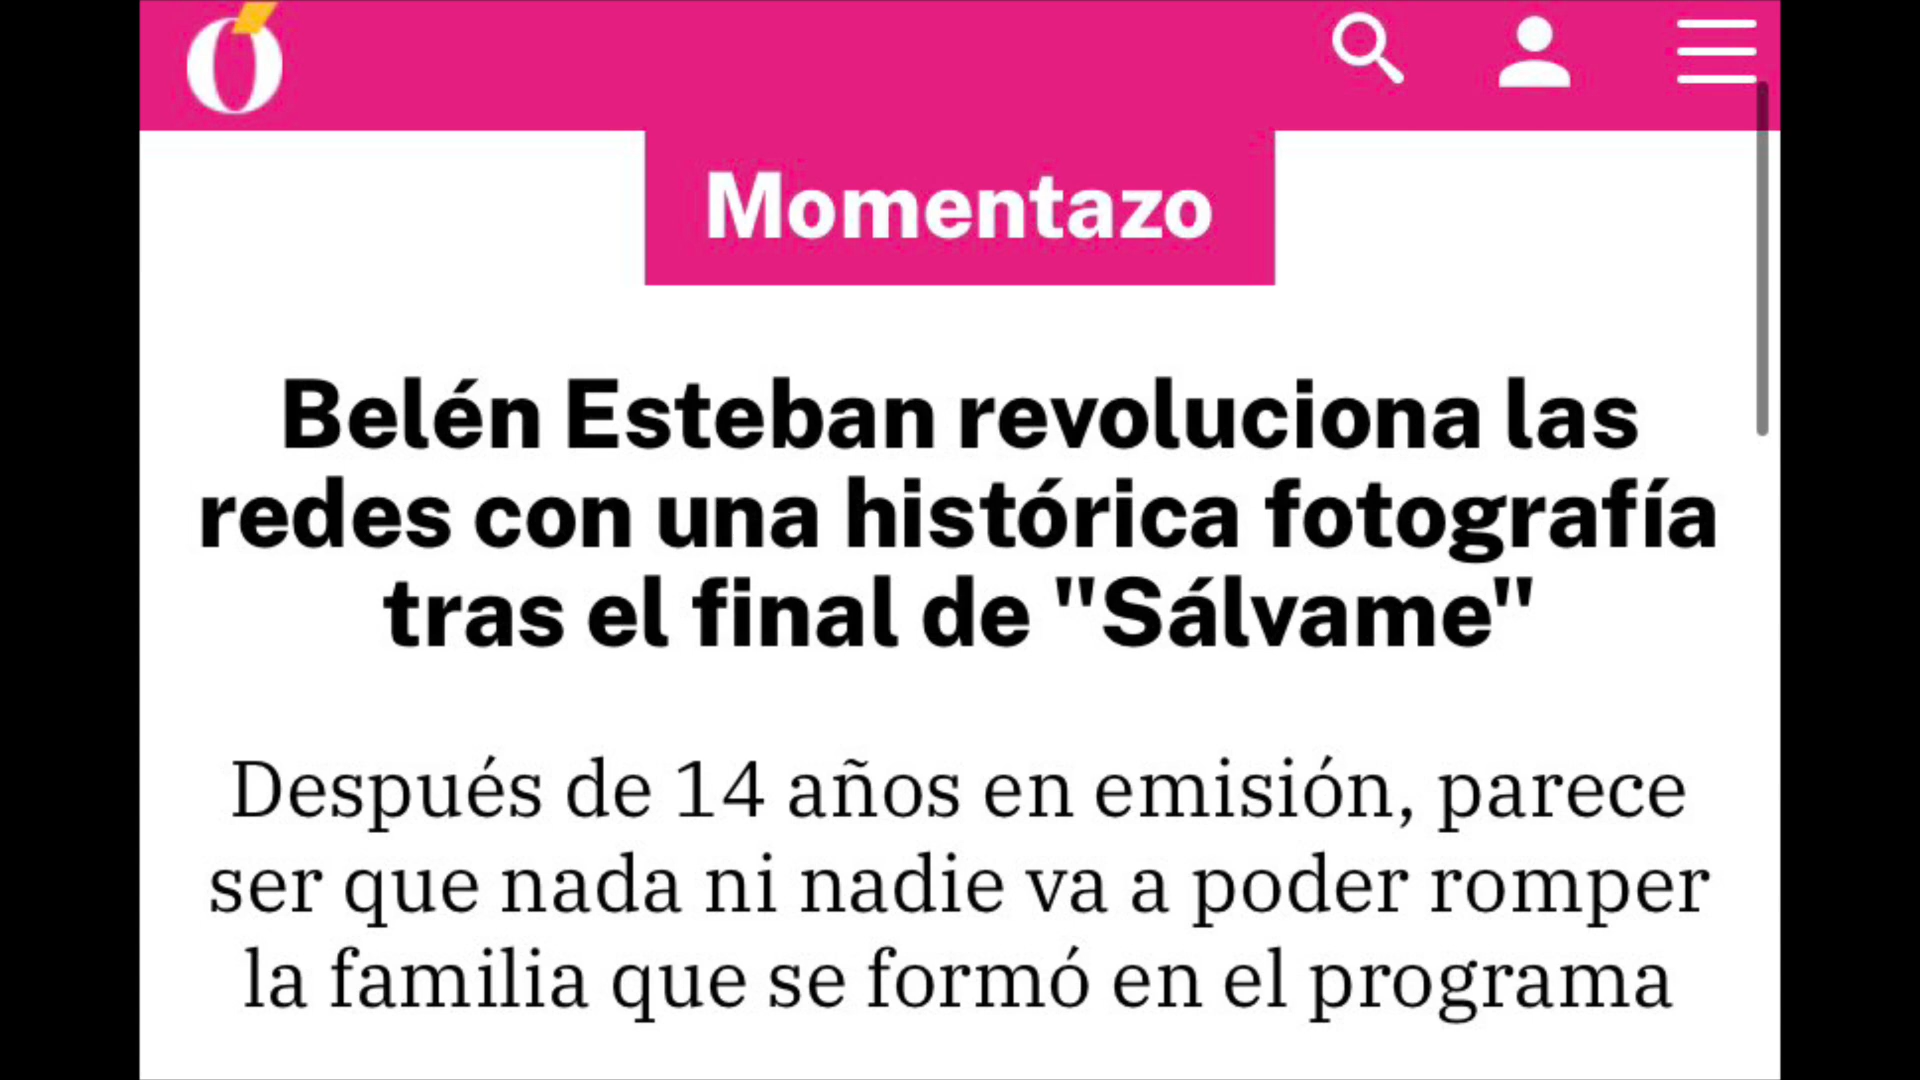 Ó
Momentazo
Belén Esteban revoluciona las
redes con una histórica fotografía
tras el final de "Sálvame"
Después de 14 años en emisión, parece
ser que nada ni nadie va a poder romper
la familia que se formó en el programa